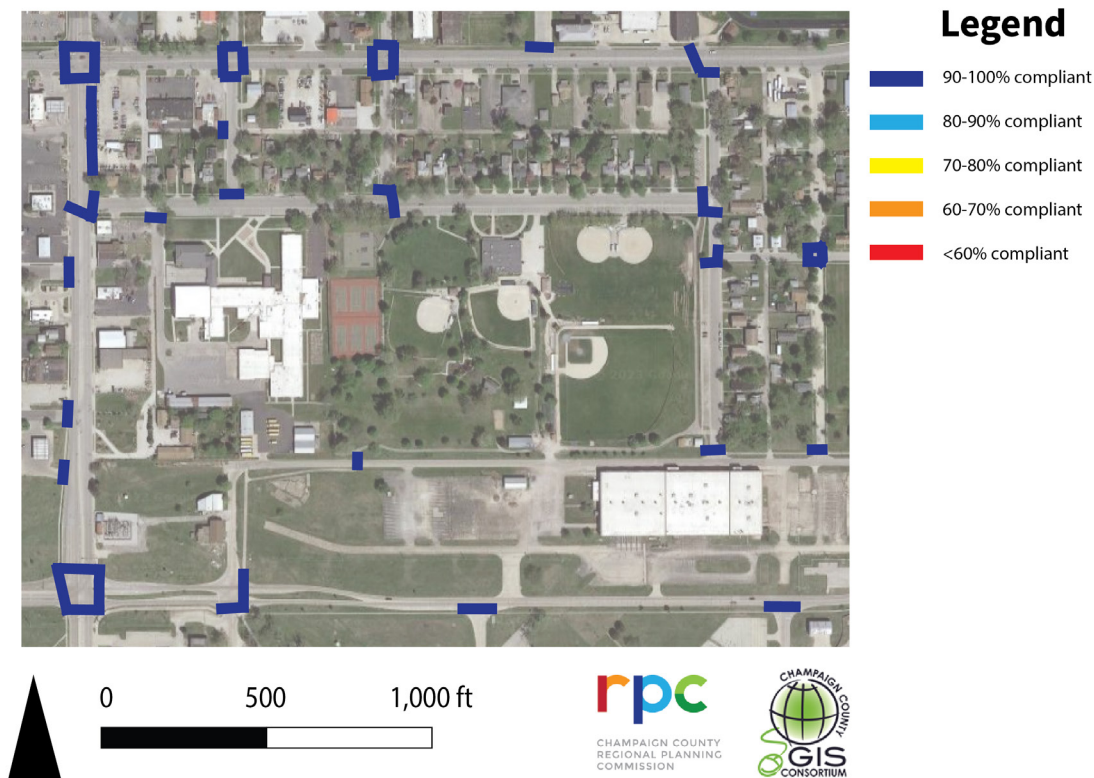 Legend
90-100% compliant
80-90% compliant
70-80% compliant
60-70% compliant
<60% compliant
0 500 1,000 ft
rpc
CHAMPAIGN COUNTY
REGIONAL PLANNING
COMMISSION
CHAMPAIGN COUNTY
GIS
CONSORTIUM